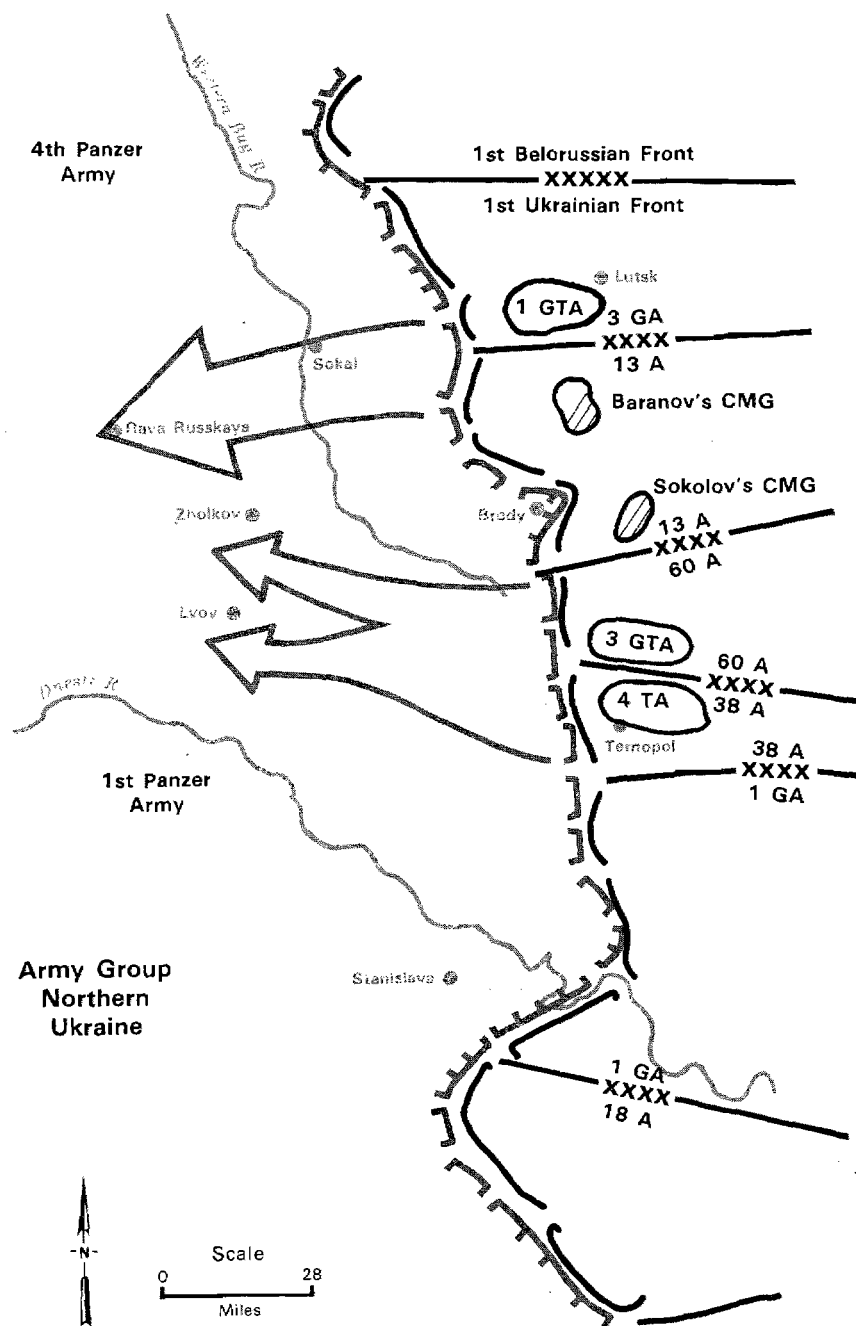 Western Bug R
4th Panzer
Army
1st Belorussian Front
XXXXX
1st Ukrainian Front
Lutsk
1 GTA
3 GA
XXXX
13 A
Sokal
Baranov's CMG
Rava Russkaya
Sokolov's CMG
Zholkov
Brody
13 A
XXXX
60 A
Lvov
3 GTA
60 A
XXXX
38 A
4 TA
Dnestr R
Ternopol
38 A
XXXX
1 GA
1st Panzer
Army
Army Group
Northern
Ukraine
Stanislava
1 GA
XXXX
18 A
-N-
Scale
0 28
Miles